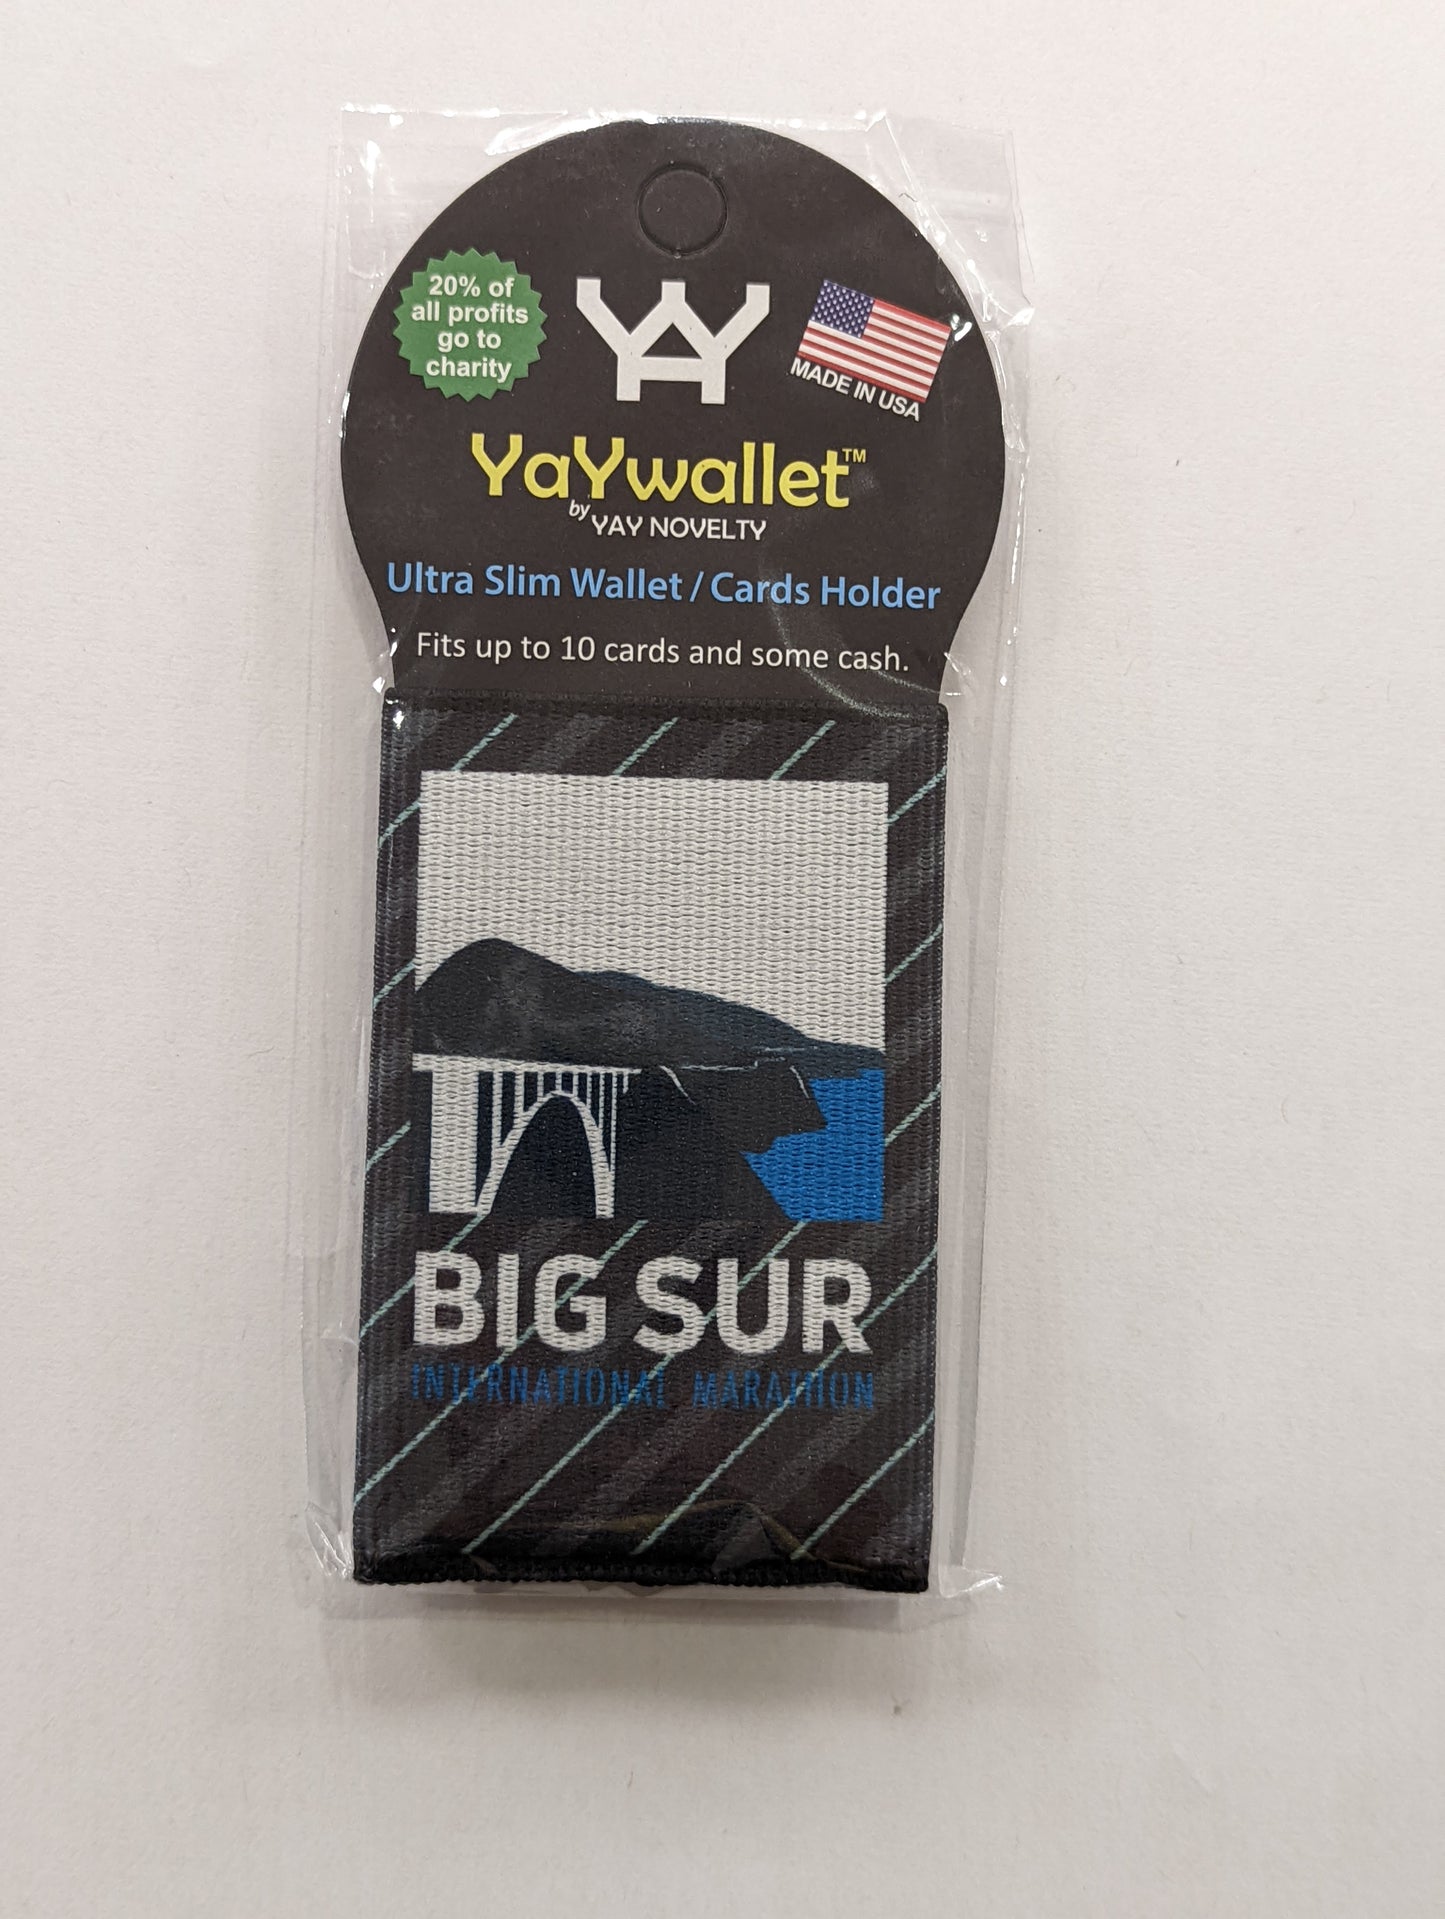 20% of
all profits
go to
charity
YAY
MADE IN USA
YaYwallet™
by YAY NOVELTY
Ultra Slim Wallet / Cards Holder
Fits up to 10 cards and some cash.
BIG SUR
INTERNATIONAL MARATHON